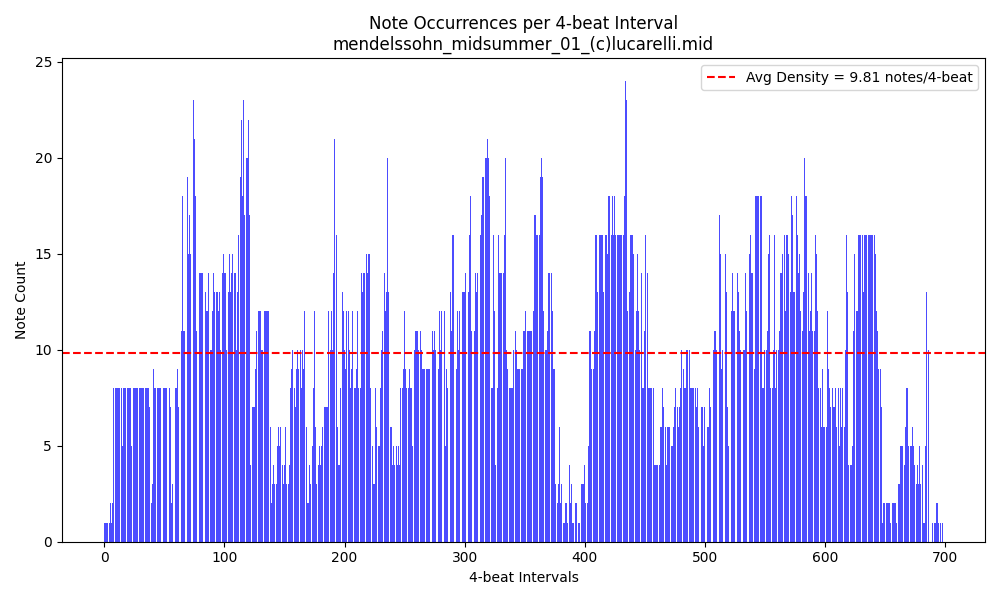 Note Occurrences per 4-beat Interval
mendelssohn_midsummer_01_(c)lucarelli.mid
Avg Density = 9.81 notes/4-beat
Note Count
25
20
15
10
5
0
0 100 200 300 400 500 600 700
4-beat Intervals